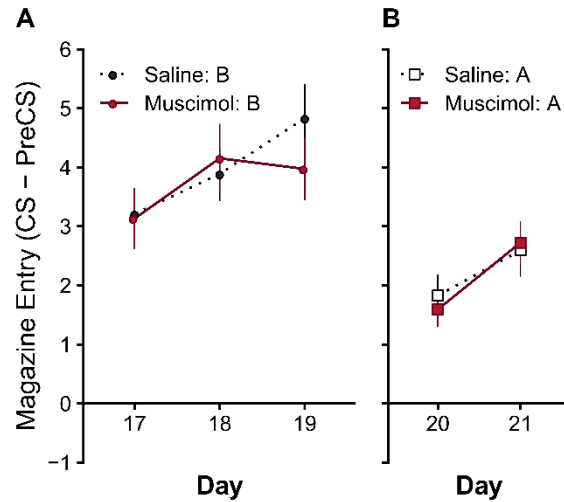 A
B
Magazine Entry (CS − PreCS)
6
5
4
3
2
1
0
−1
Saline: B
Muscimol: B
17 18 19
Day
Saline: A
Muscimol: A
20 21
Day